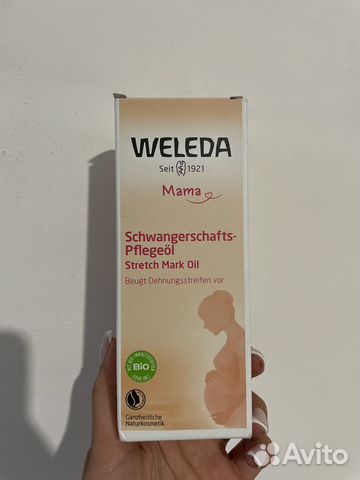 WELEDA
Seit 1921
Mama
Schwangerschafts-
Pflegeöl
Stretch Mark Oil
Beugt Dehnungsstreifen vor
BIO
Ganzheitliche
Naturkosmetik
Avito